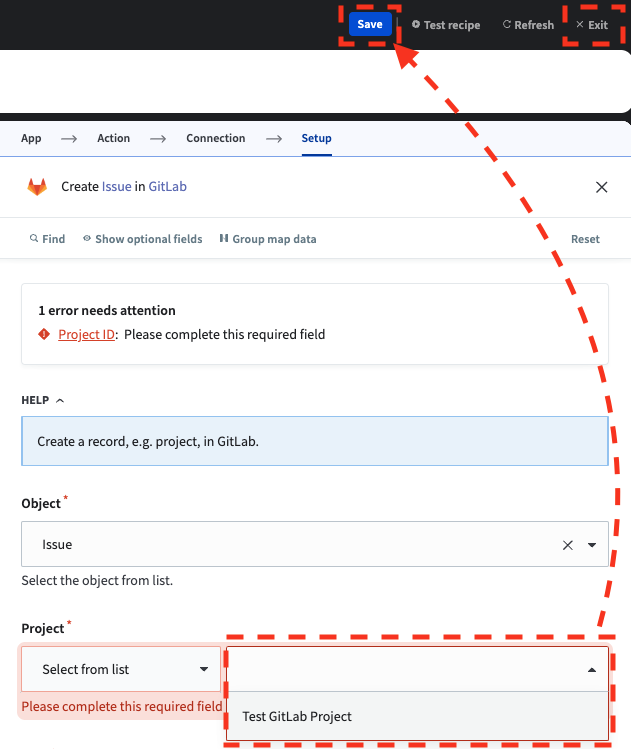 Save Test recipe Refresh Exit
App Action Connection Setup
Create Issue in GitLab
Find Show optional fields Group map data Reset
1 error needs attention
Project ID: Please complete this required field
HELP
Create a record, e.g. project, in GitLab.
Object *
Issue
Select the object from list.
Project *
Select from list
Please complete this required field
Test GitLab Project